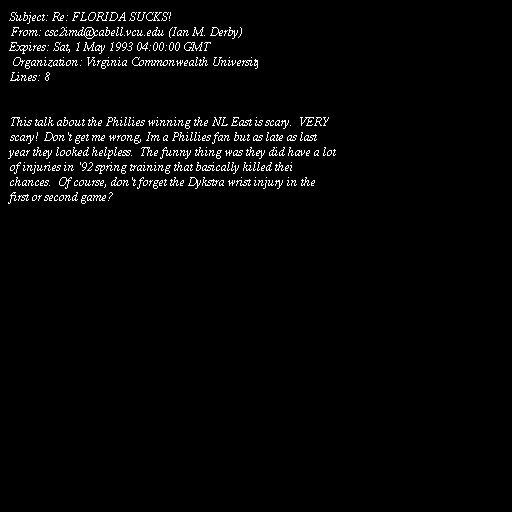 Subject: Re: FLORIDA SUCKS!
From: csc2imd@cabell.vcu.edu (Ian M. Derby)
Expires: Sat, 1 May 1993 04:00:00 GMT
Organization: Virginia Commonwealth University
Lines: 8
This talk about the Phillies winning the NL East is scary.  VERY
scary!  Don't get me wrong, Im a Phillies fan but as late as last
year they looked helpless.  The funny thing was they did have a lot
of injuries in '92 spring training that basically killed thei
chances.  Of course, don't forget the Dykstra wrist injury in the
first or second game?